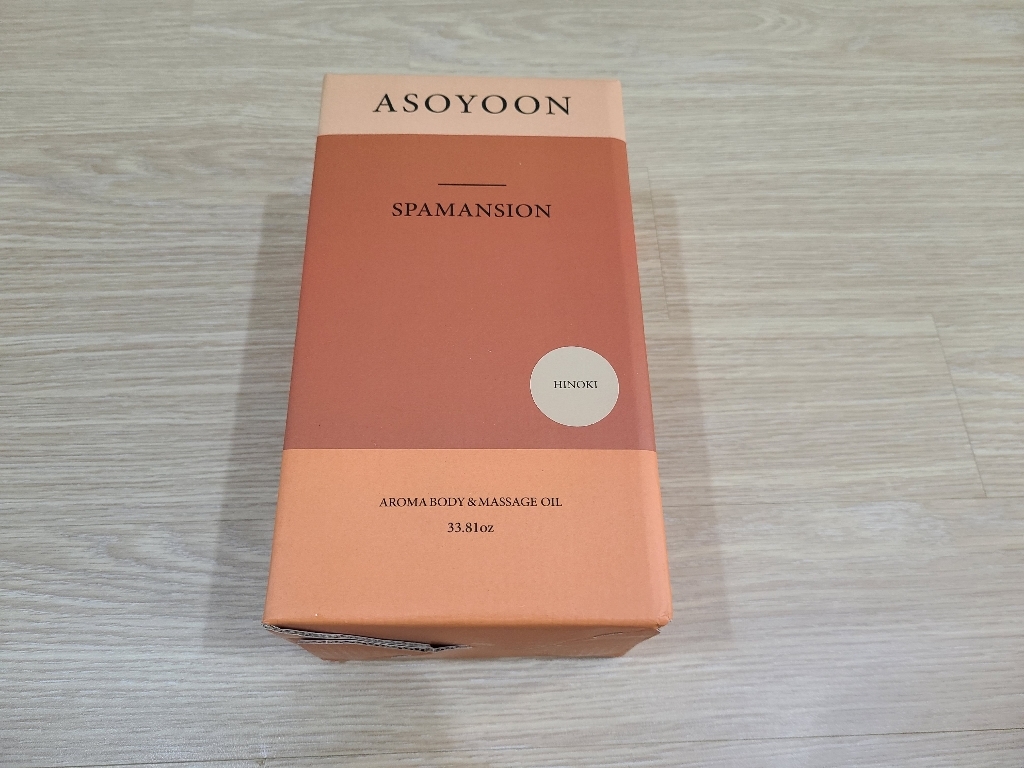 ASOYOON
SPAMANSION
HINOKI
AROMA BODY & MASSAGE OIL
33.81oz